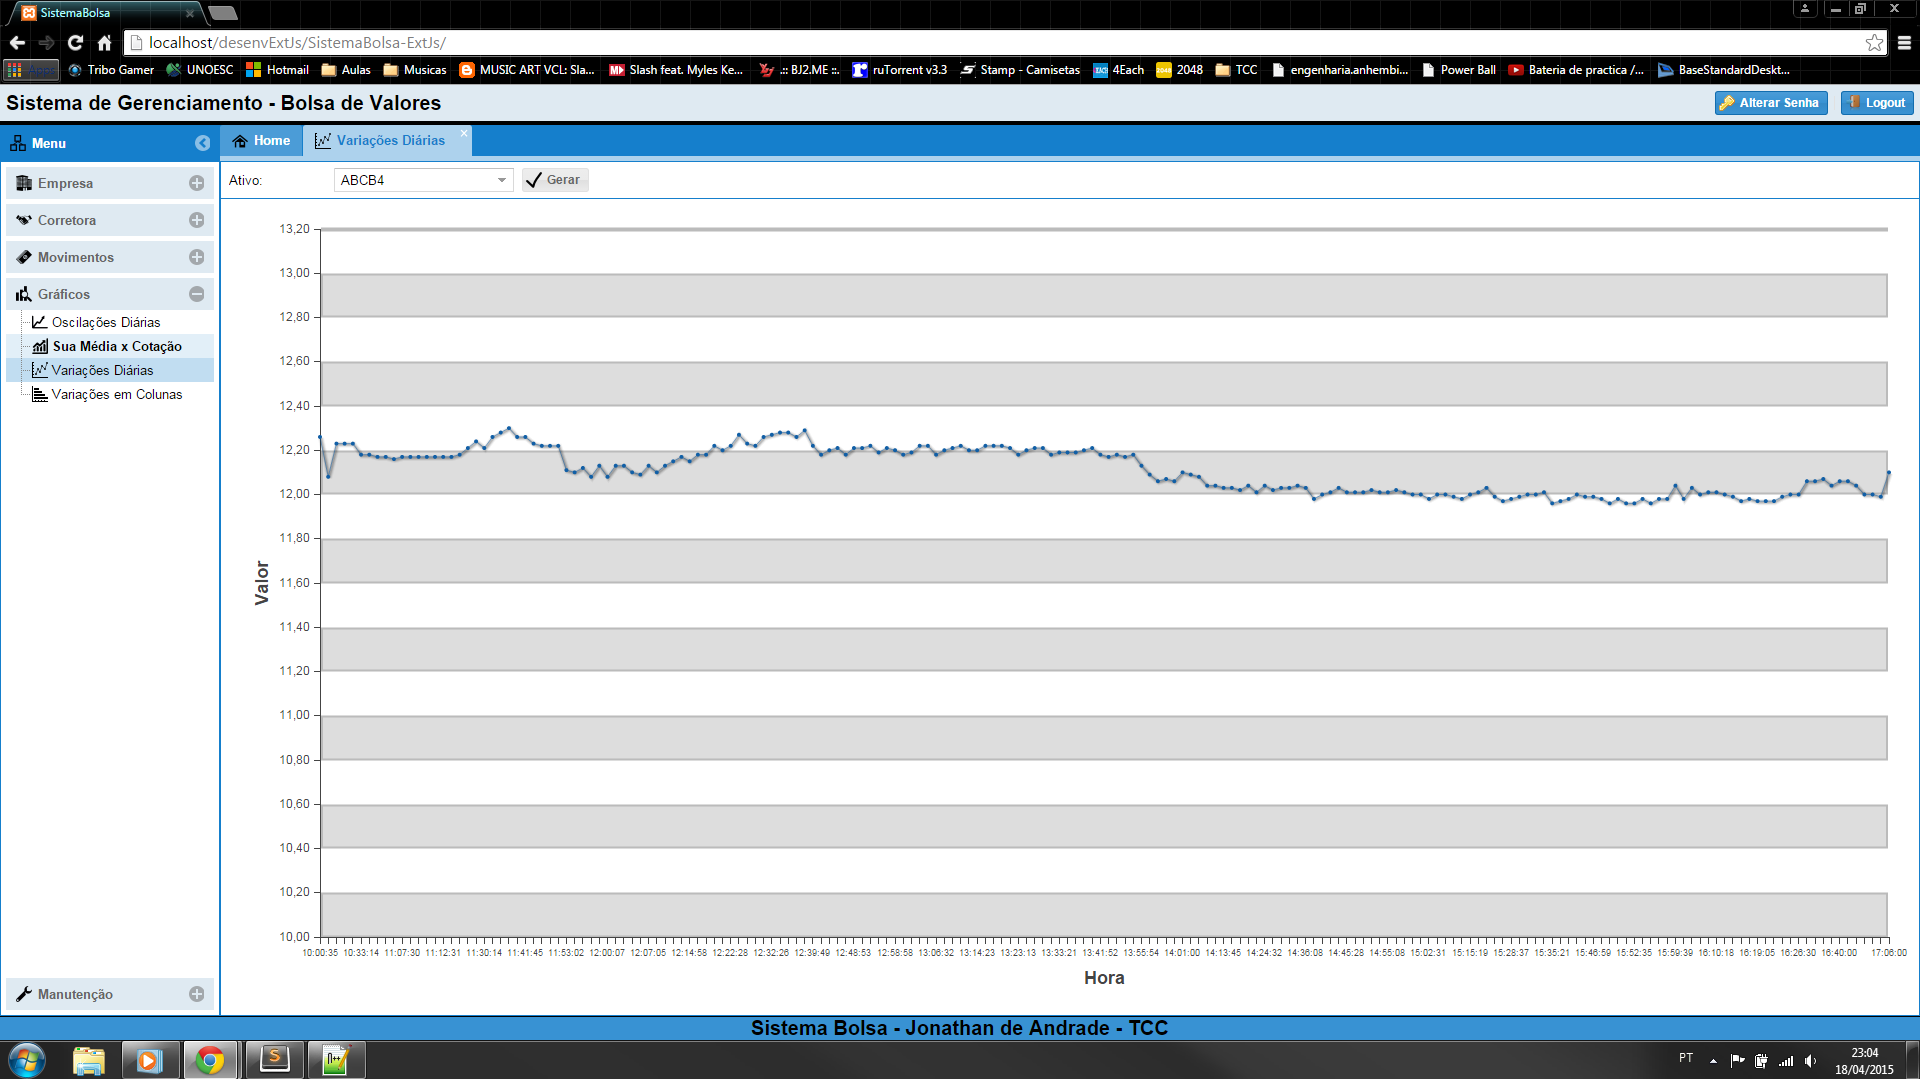 SistemaBolsa
localhost/desenvExtJs/SistemaBolsa-ExtJs/
Apps Tribo Gamer UNOESC Hotmail Aulas Musicas MUSIC ART VCL: Sla... Slash feat. Myles Ke... .:: BJ2.ME ::. ruTorrent v3.3 Stamp - Camisetas 4Each 2048 TCC engenharia.anhembi... Power Ball Bateria de practica /... BaseStandardDeskt...
Sistema de Gerenciamento - Bolsa de Valores
Alterar Senha
Logout
Menu
Home
Variações Diárias
Empresa
Corretora
Movimentos
Gráficos
Oscilações Diárias
Sua Média x Cotação
Variações Diárias
Variações em Colunas
Manutenção
Ativo:
ABCB4
Gerar
13,20
13,00
12,80
12,60
12,40
12,20
12,00
11,80
11,60
11,40
11,20
11,00
10,80
10,60
10,40
10,20
10,00
Valor
10:00:35 10:33:14 11:07:30 11:12:31 11:30:14 11:41:45 11:53:02 12:00:07 12:07:05 12:14:58 12:22:28 12:32:26 12:39:49 12:48:53 12:58:58 13:06:32 13:14:23 13:23:13 13:33:21 13:41:52 13:55:54 14:01:00 14:13:45 14:24:32 14:36:08 14:45:28 14:55:08 15:02:31 15:15:19 15:28:37 15:35:21 15:46:59 15:52:35 15:59:39 16:10:18 16:19:05 16:26:30 16:40:00 17:06:00
Hora
Sistema Bolsa - Jonathan de Andrade - TCC
PT
23:04
18/04/2015